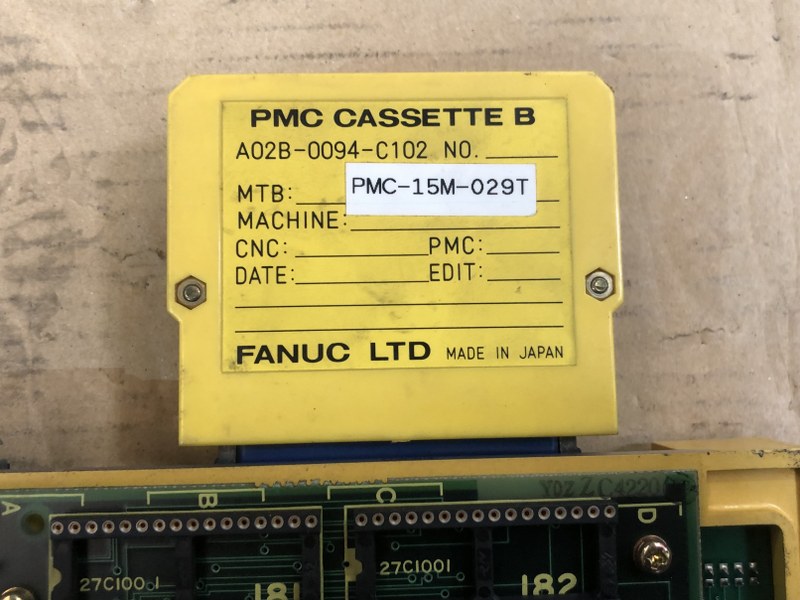 PMC CASSETTE B
A02B-0094-C102 NO.
MTB: PMC-15M-029T
MACHINE:
CNC: PMC:
DATE: EDIT:
FANUC LTD MADE IN JAPAN
A B C D
27C1001 181 27C1001 182